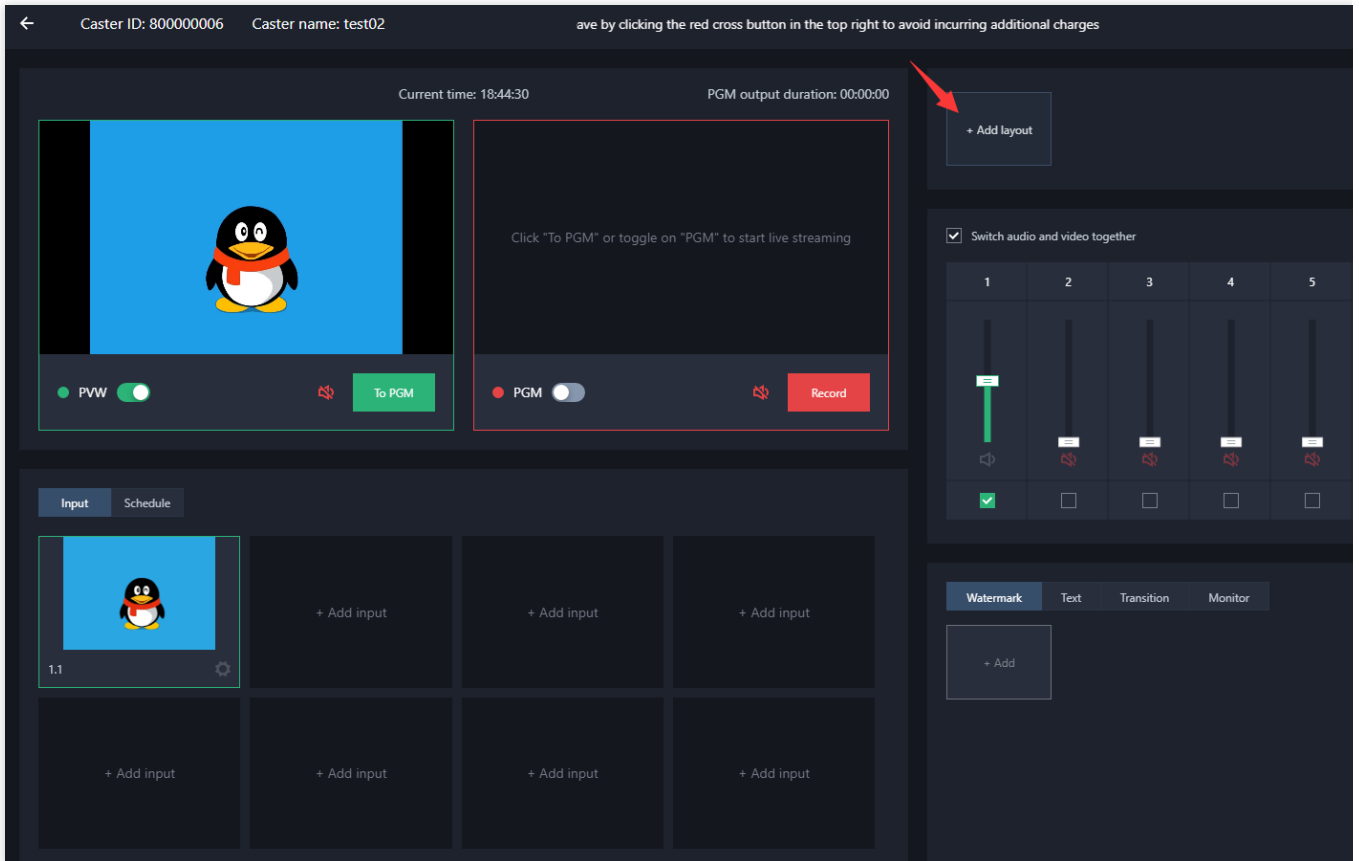 Caster ID: 800000006 Caster name: test02 ave by clicking the red cross button in the top right to avoid incurring additional charges
Current time: 18:44:30 PGM output duration: 00:00:00
+ Add layout
Click "To PGM" or toggle on "PGM" to start live streaming
PVW To PGM PGM Record
Switch audio and video together
1 2 3 4 5
Input Schedule
1.1
+ Add input + Add input + Add input
+ Add input + Add input + Add input + Add input
Watermark Text Transition Monitor
+ Add